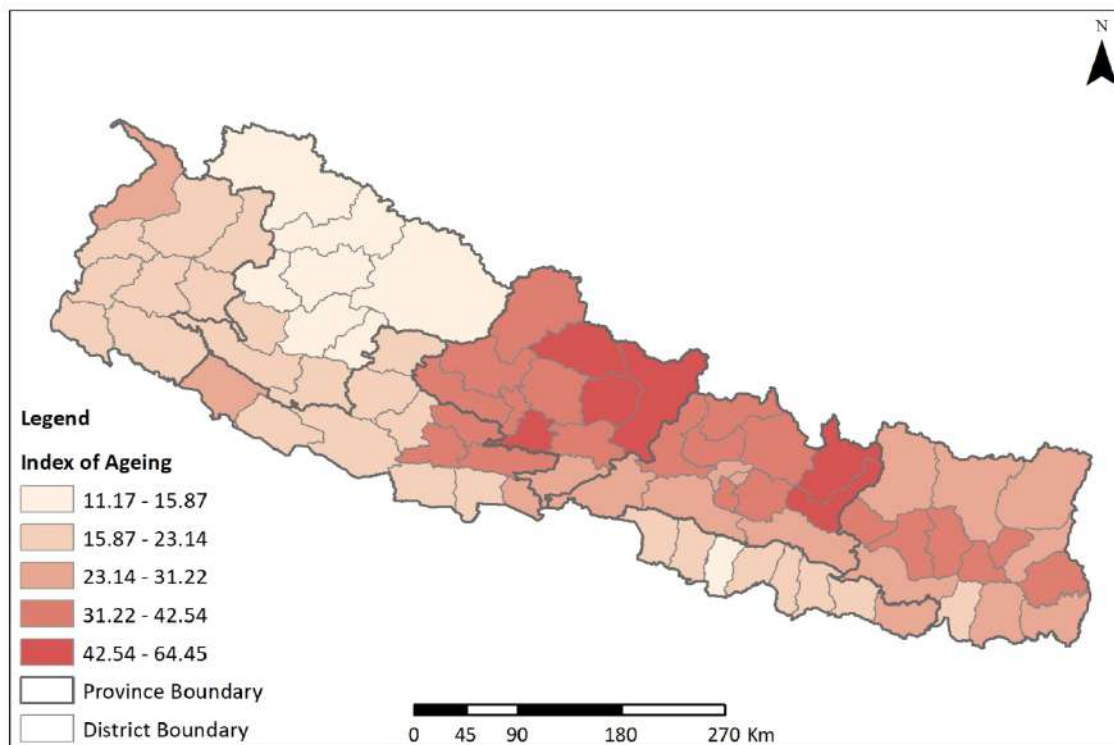 N
Legend
Index of Ageing
11.17 - 15.87
15.87 - 23.14
23.14 - 31.22
31.22 - 42.54
42.54 - 64.45
Province Boundary
District Boundary
0 45 90 180 270 Km